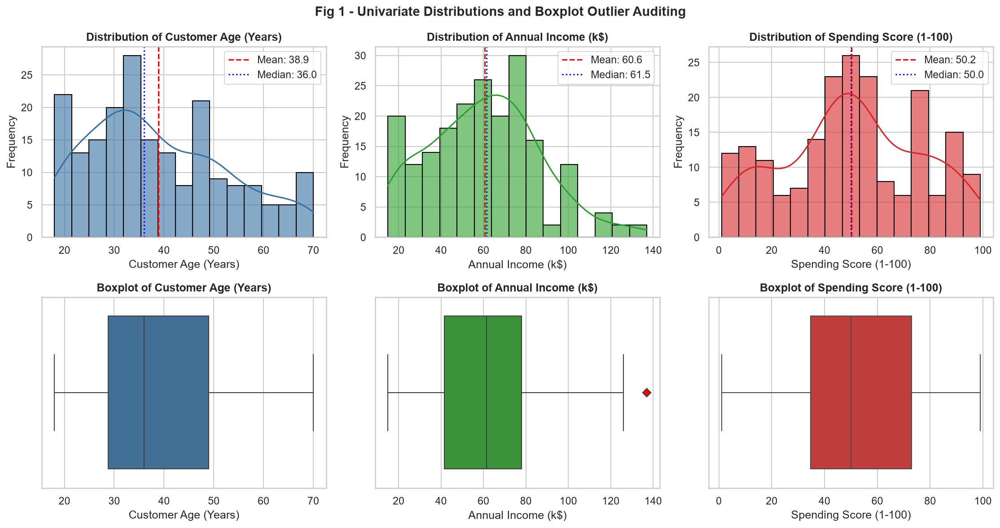 Fig 1 - Univariate Distributions and Boxplot Outlier Auditing
Distribution of Customer Age (Years)
Mean: 38.9
Median: 36.0
Frequency
25
20
15
10
5
0
20 30 40 50 60 70
Customer Age (Years)
Distribution of Annual Income (k$)
Mean: 60.6
Median: 61.5
Frequency
30
25
20
15
10
5
0
20 40 60 80 100 120 140
Annual Income (k$)
Distribution of Spending Score (1-100)
Mean: 50.2
Median: 50.0
Frequency
25
20
15
10
5
0
0 20 40 60 80 100
Spending Score (1-100)
Boxplot of Customer Age (Years)
20 30 40 50 60 70
Customer Age (Years)
Boxplot of Annual Income (k$)
20 40 60 80 100 120 140
Annual Income (k$)
Boxplot of Spending Score (1-100)
0 20 40 60 80 100
Spending Score (1-100)